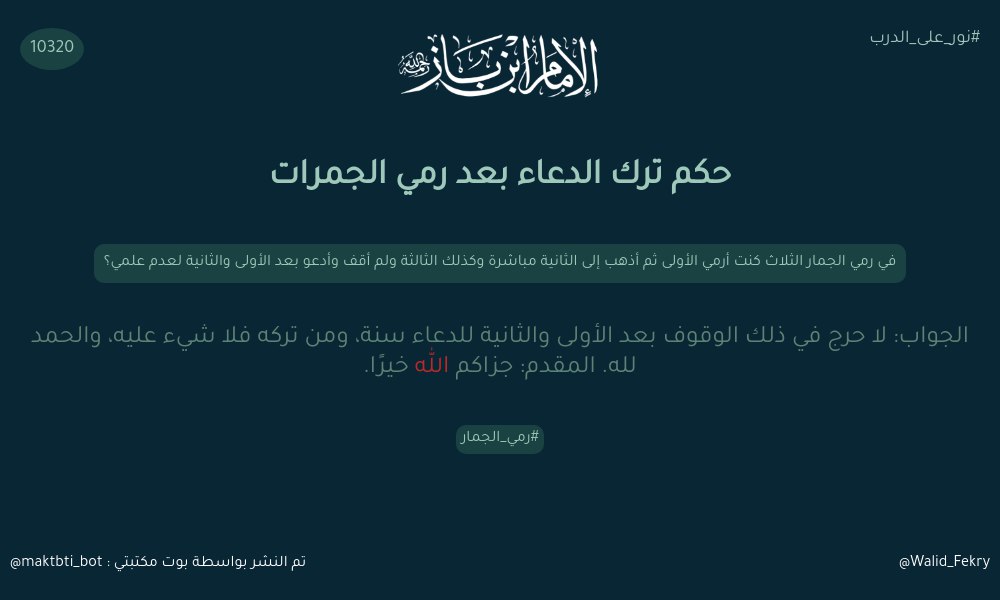 #نور_على_الدرب
الإمام ابن باز رحمه الله
10320
حكم ترك الدعاء بعد رمي الجمرات
في رمي الجمار الثلاث كنت أرمي الأولى ثم أذهب إلى الثانية مباشرة وكذلك الثالثة ولم أقف وأدعو بعد الأولى والثانية لعدم علمي؟
الجواب: لا حرج في ذلك الوقوف بعد الأولى والثانية للدعاء سنة، ومن تركه فلا شيء عليه، والحمد
لله. المقدم: جزاكم الله خيرًا.
#رمي_الجمار
@Walid_Fekry
تم النشر بواسطة بوت مكتبتي : @maktbti_bot